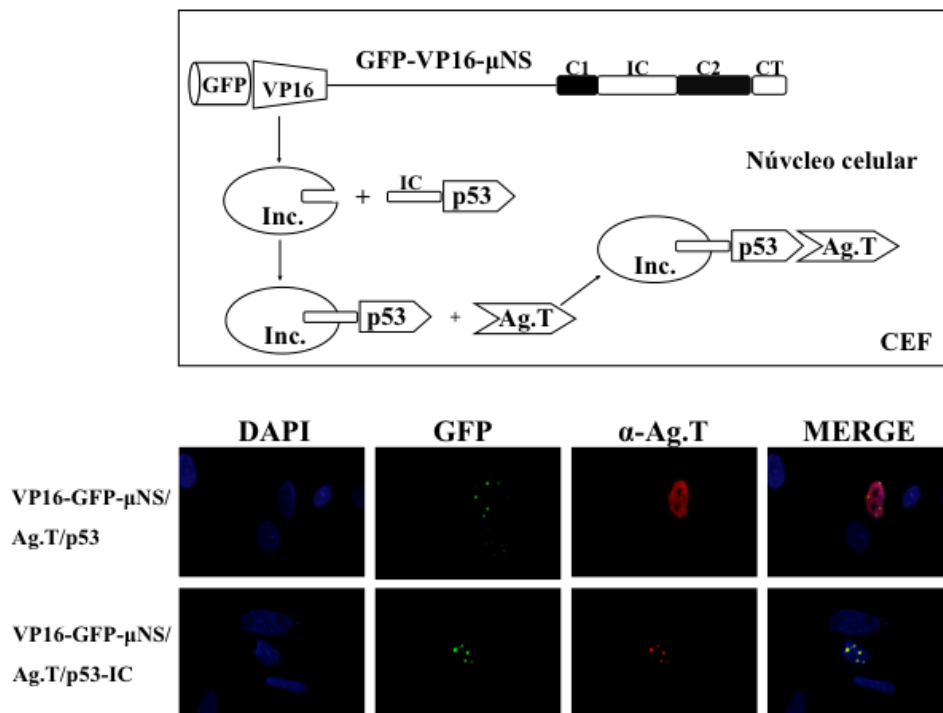 GFP-VP16-μNS
GFP
VP16
C1
IC
C2
CT
Núvcleo celular
Inc.
+
IC
p53
Inc.
p53
+
Ag.T
Inc.
p53
Ag.T
CEF
DAPI
GFP
α-Ag.T
MERGE
VP16-GFP-μNS/
Ag.T/p53
VP16-GFP-μNS/
Ag.T/p53-IC